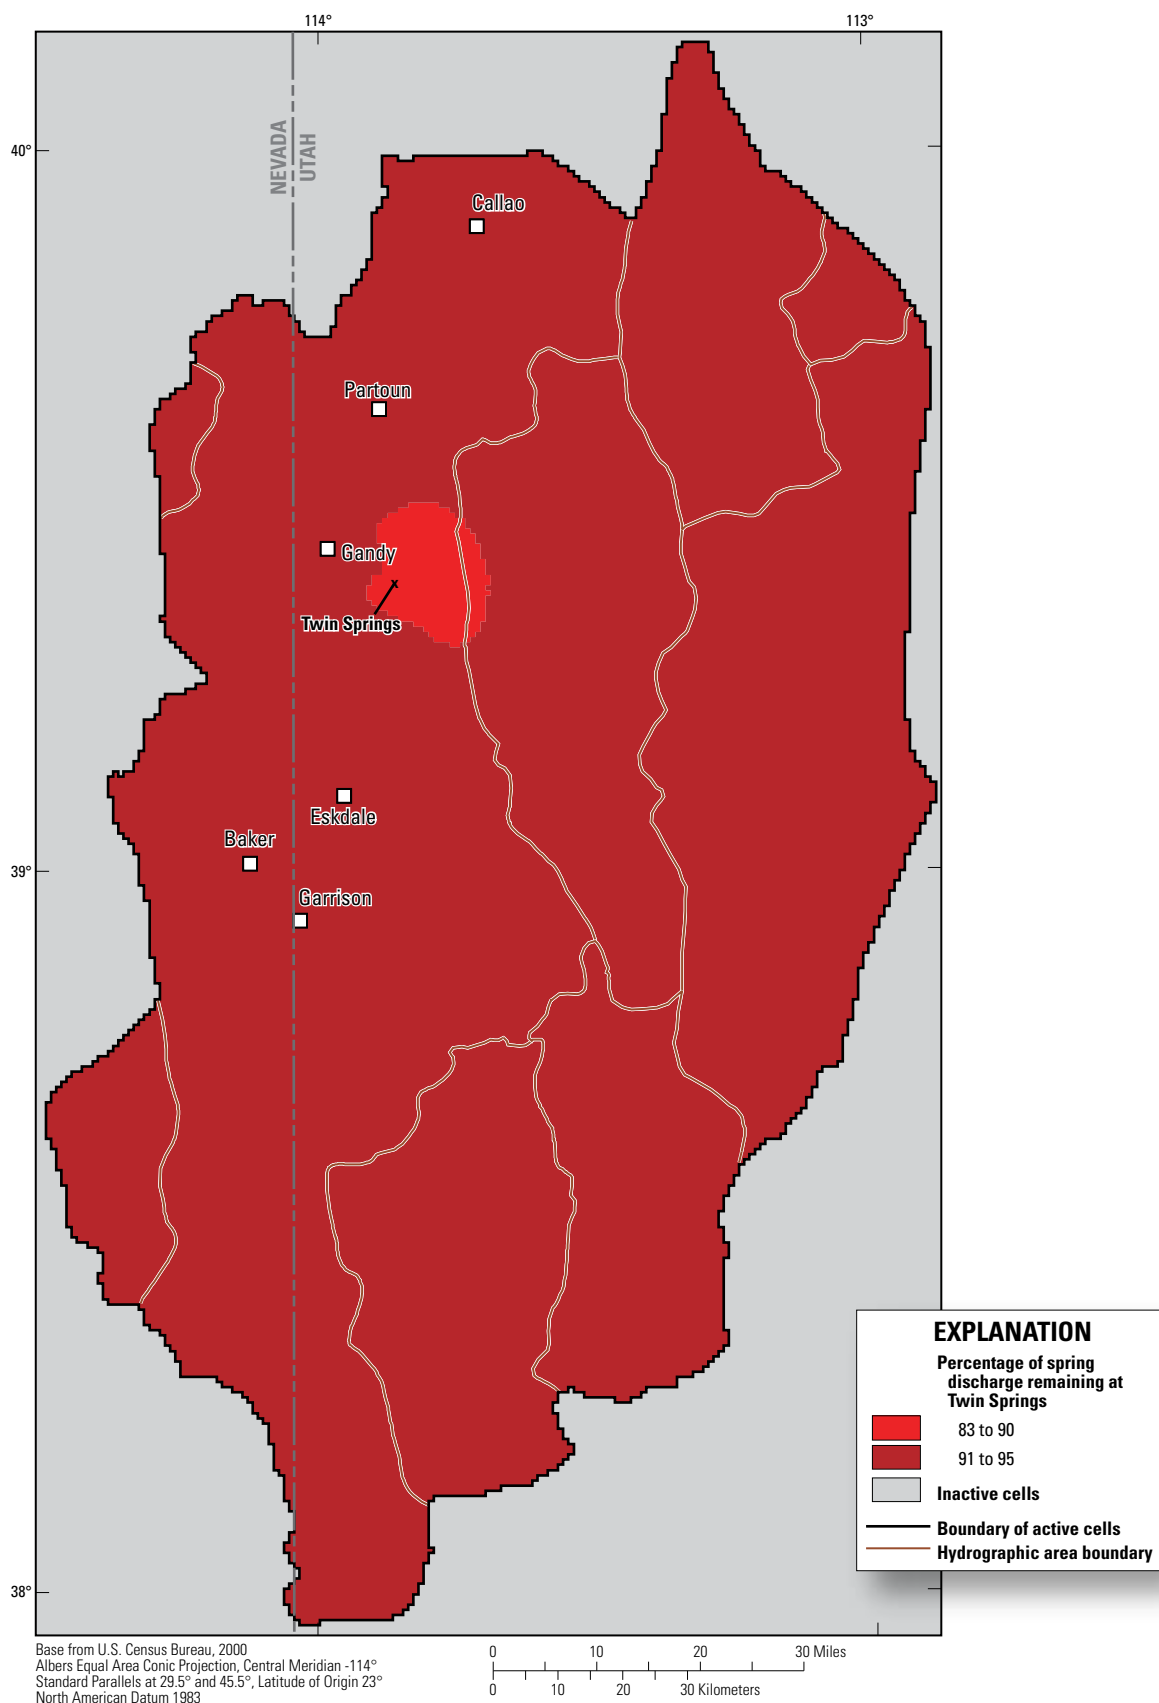 114°
113°
40°
NEVADA
UTAH
Callao
Partoun
Gandy
Twin Springs
Eskdale
Baker
39°
Garrison
38°
EXPLANATION
Percentage of spring
discharge remaining at
Twin Springs
83 to 90
91 to 95
Inactive cells
Boundary of active cells
Hydrographic area boundary
Base from U.S. Census Bureau, 2000
Albers Equal Area Conic Projection, Central Meridian -114°
Standard Parallels at 29.5° and 45.5°, Latitude of Origin 23°
North American Datum 1983
0 10 20 30 Miles
0 10 20 30 Kilometers